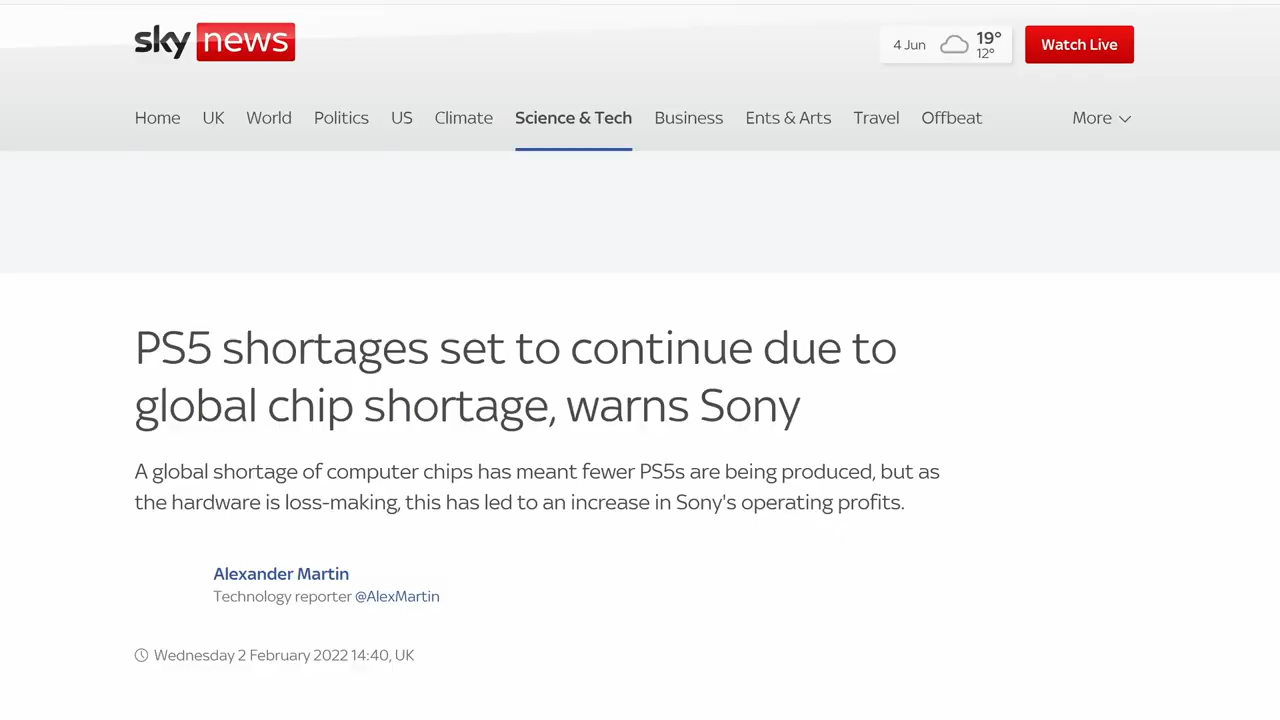 sky news
4 Jun 19° 12°
Watch Live
Home UK World Politics US Climate Science & Tech Business Ents & Arts Travel Offbeat More
PS5 shortages set to continue due to
global chip shortage, warns Sony
A global shortage of computer chips has meant fewer PS5s are being produced, but as
the hardware is loss-making, this has led to an increase in Sony's operating profits.
Alexander Martin
Technology reporter @AlexMartin
Wednesday 2 February 2022 14:40, UK